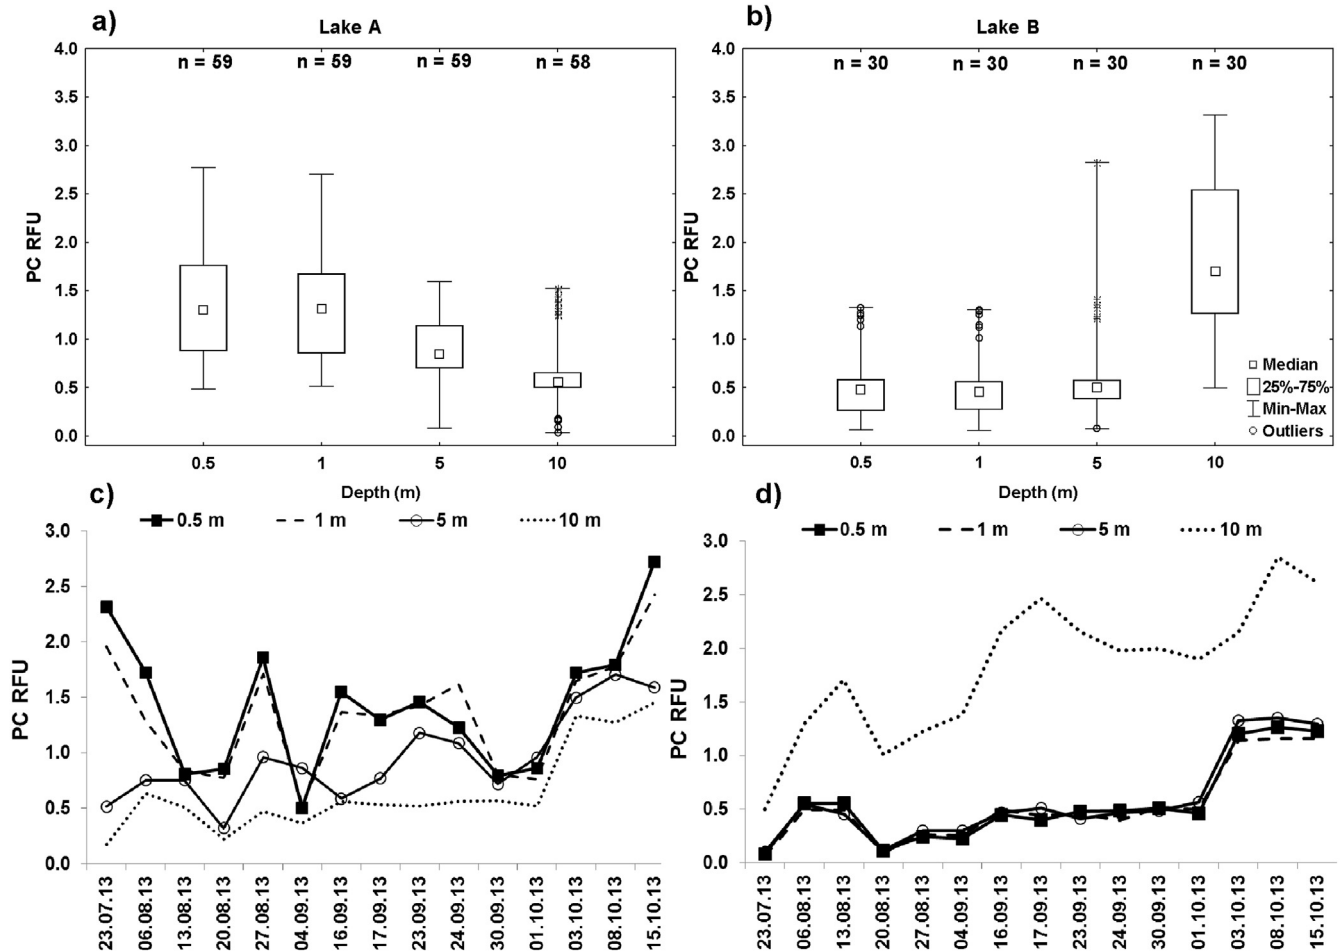 a)
Lake A
4.0
3.5
3.0
2.5
2.0
1.5
1.0
0.5
0.0
PC RFU
n = 59
n = 59
n = 59
n = 58
0.5
1
5
10
Depth (m)
b)
Lake B
4.0
3.5
3.0
2.5
2.0
1.5
1.0
0.5
0.0
PC RFU
n = 30
n = 30
n = 30
n = 30
Median
25%-75%
Min-Max
Outliers
0.5
1
5
10
Depth (m)
c)
0.5 m
1 m
5 m
10 m
3.0
2.5
2.0
1.5
1.0
0.5
0.0
PC RFU
23.07.13
06.08.13
13.08.13
20.08.13
27.08.13
04.09.13
16.09.13
17.09.13
23.09.13
24.09.13
30.09.13
01.10.13
03.10.13
08.10.13
15.10.13
d)
0.5 m
1 m
5 m
10 m
3.0
2.5
2.0
1.5
1.0
0.5
0.0
PC RFU
23.07.13
06.08.13
13.08.13
20.08.13
27.08.13
04.09.13
16.09.13
17.09.13
23.09.13
24.09.13
30.09.13
01.10.13
03.10.13
08.10.13
15.10.13